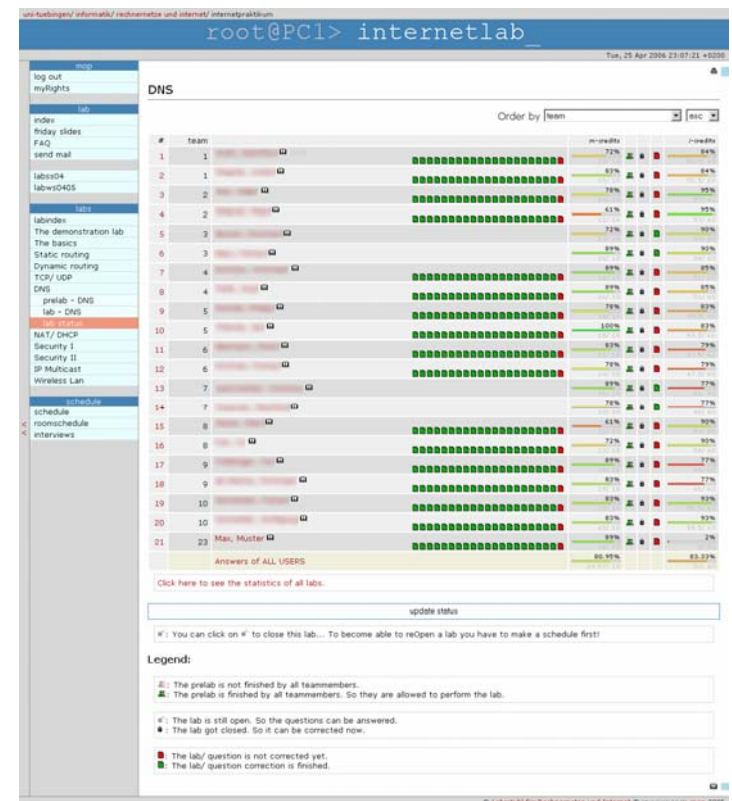 uni-tuebingen/ informatik/ rechnernetze und internet/ internetpraktikum
root@PC1> internetlab_
Tue, 25 Apr 2006 23:07:21 +0200
mop
log out
myRights
lab
index
friday slides
FAQ
send mail
labss04
labws0405
labs
labindex
The demonstration lab
The basics
Static routing
Dynamic routing
TCP/ UDP
DNS
prelab - DNS
lab - DNS
lab status
NAT/ DHCP
Security I
Security II
IP Multicast
Wireless Lan
schedule
schedule
roomschedule
interviews
<
<
DNS
Order by team asc
# team m-credits l-credits
1 1 72% 84%
2 1 83% 84%
3 2 78% 95%
4 2 61% 95%
5 3 72% 90%
6 3 89% 90%
7 4 89% 85%
8 4 89% 85%
9 5 78% 83%
10 5 100% 83%
11 6 83% 79%
12 6 78% 79%
13 7 89% 77%
14 7 78% 77%
15 8 61% 90%
16 8 72% 90%
17 9 89% 77%
18 9 83% 77%
19 10 83% 93%
20 10 83% 93%
21 23 Max, Muster 89% 2%
Answers of ALL USERS 80.95% 83.33%
Click here to see the statistics of all labs.
update status
: You can click on to close this lab... To become able to reOpen a lab you have to make a schedule first!
Legend:
: The prelab is not finished by all teammembers.
: The prelab is finished by all teammembers. So they are allowed to perform the lab.
: The lab is still open. So the questions can be answered.
: The lab got closed. So it can be corrected now.
: The lab/ question is not corrected yet.
: The lab/ question correction is finished.